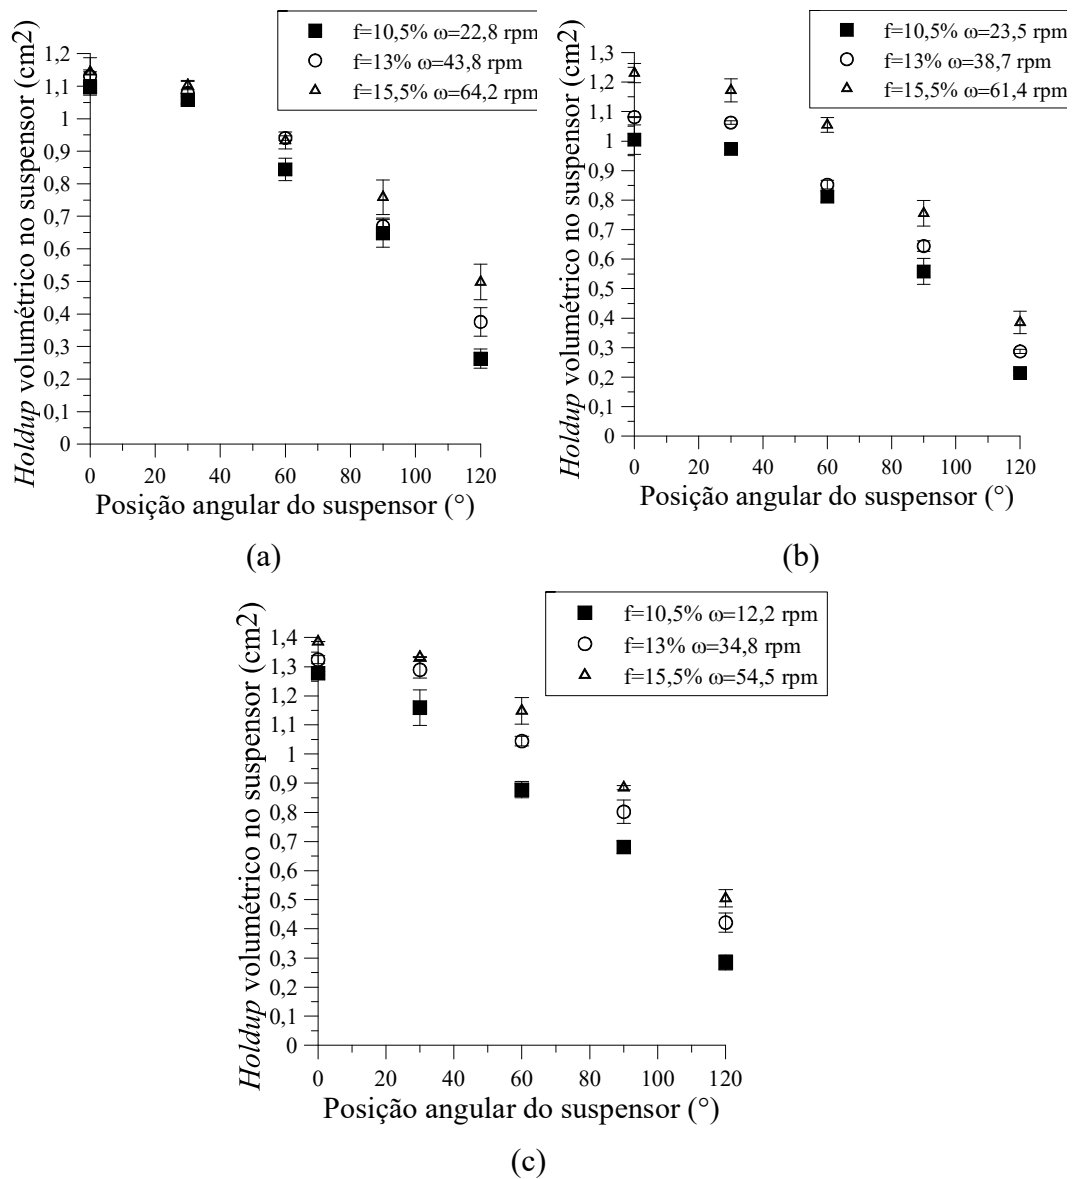 f=10,5% ω=22,8 rpm
f=13% ω=43,8 rpm
f=15,5% ω=64,2 rpm
Holdup volumétrico no suspensor (cm2)
1,2
1,1
1
0,9
0,8
0,7
0,6
0,5
0,4
0,3
0,2
0,1
0
0 20 40 60 80 100 120
Posição angular do suspensor (°)
(a)
f=10,5% ω=23,5 rpm
f=13% ω=38,7 rpm
f=15,5% ω=61,4 rpm
Holdup volumétrico no suspensor (cm2)
1,3
1,2
1,1
1
0,9
0,8
0,7
0,6
0,5
0,4
0,3
0,2
0,1
0
0 20 40 60 80 100 120
Posição angular do suspensor (°)
(b)
f=10,5% ω=12,2 rpm
f=13% ω=34,8 rpm
f=15,5% ω=54,5 rpm
Holdup volumétrico no suspensor (cm2)
1,4
1,3
1,2
1,1
1
0,9
0,8
0,7
0,6
0,5
0,4
0,3
0,2
0,1
0
0 20 40 60 80 100 120
Posição angular do suspensor (°)
(c)